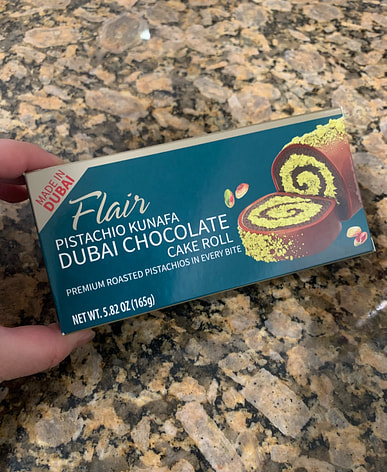 MADE IN
DUBAI
Flair
PISTACHIO KUNAFA
DUBAI CHOCOLATE
CAKE ROLL
PREMIUM ROASTED PISTACHIOS IN EVERY BITE
NET WT. 5.82 OZ (165g)